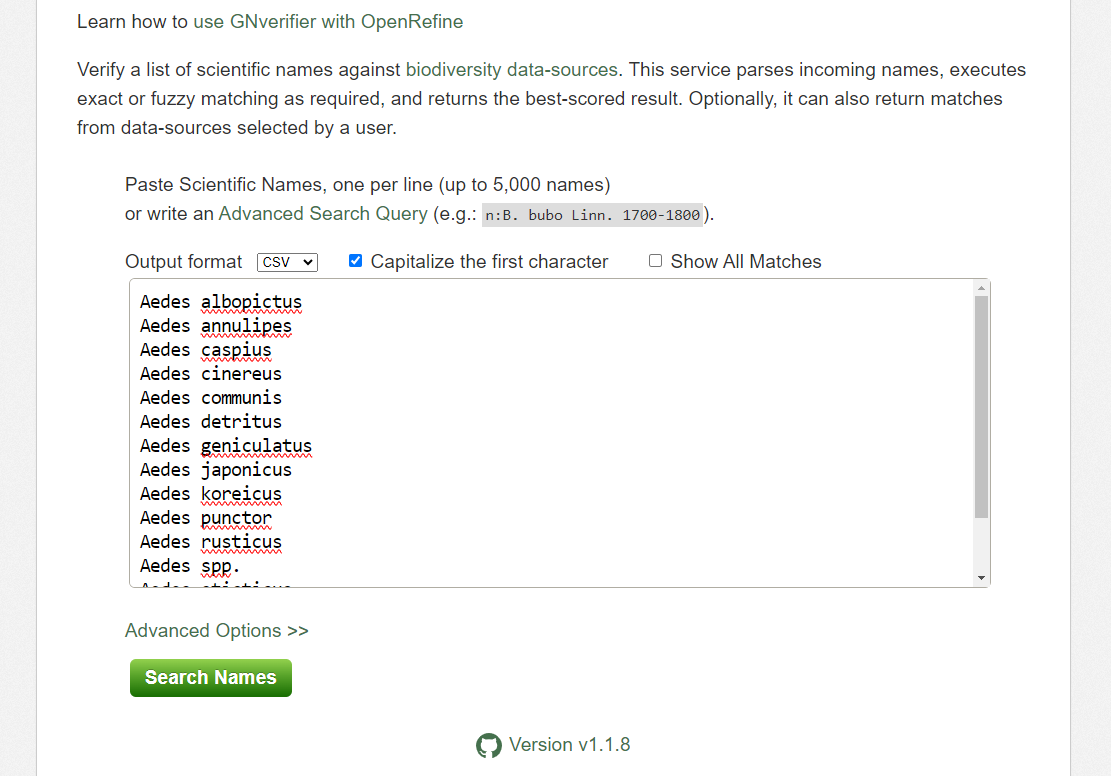 Learn how to use GNverifier with OpenRefine
Verify a list of scientific names against biodiversity data-sources. This service parses incoming names, executes
exact or fuzzy matching as required, and returns the best-scored result. Optionally, it can also return matches
from data-sources selected by a user.
Paste Scientific Names, one per line (up to 5,000 names)
or write an Advanced Search Query (e.g.: n:B. bubo Linn. 1700-1800).
Output format CSV Capitalize the first character Show All Matches
Aedes albopictus
Aedes annulipes
Aedes caspius
Aedes cinereus
Aedes communis
Aedes detritus
Aedes geniculatus
Aedes japonicus
Aedes koreicus
Aedes punctor
Aedes rusticus
Aedes spp.
Advanced Options >>
Search Names
Version v1.1.8